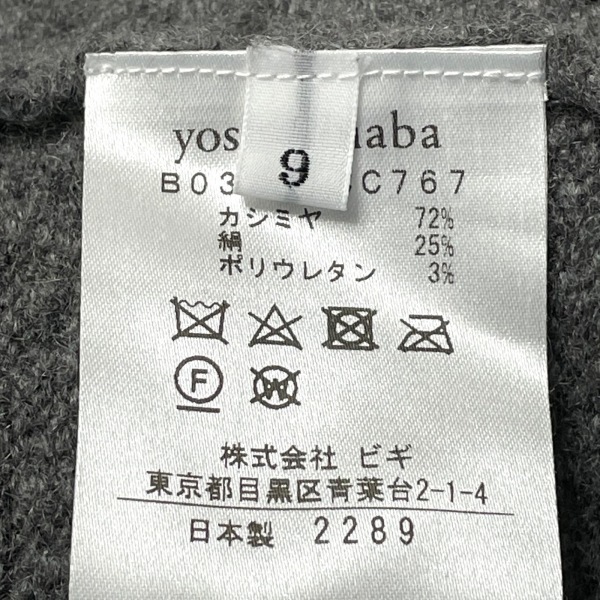 9
B03 C767
カシミヤ 72%
絹 25%
ポリウレタン 3%
F
W
株式会社 ビギ
東京都目黒区青葉台2-1-4
日本製 2289